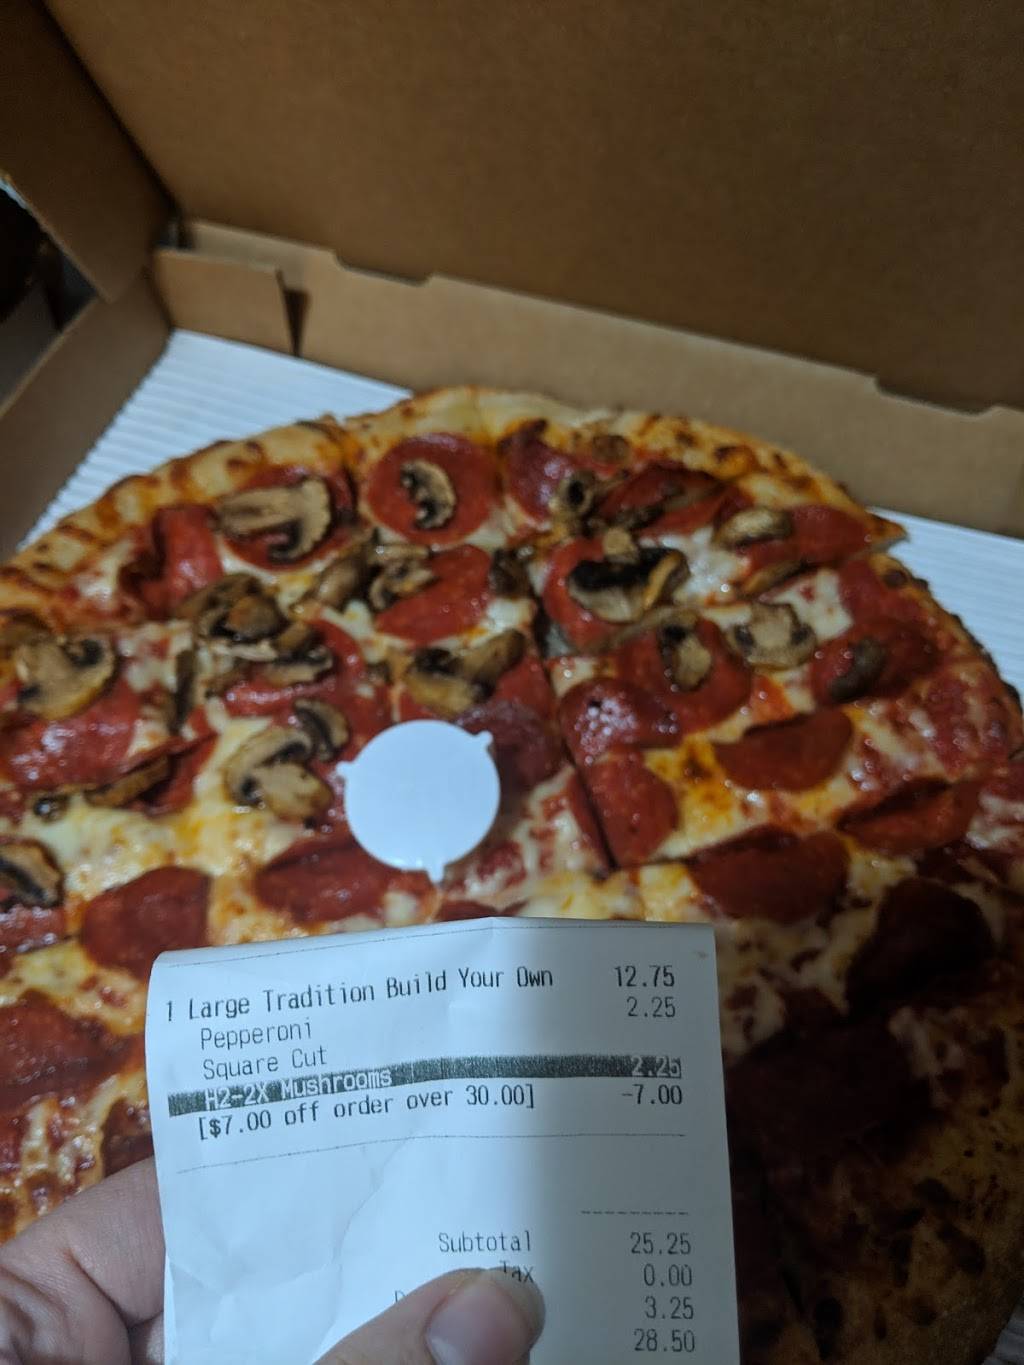 1 Large Tradition Build Your Own 12.75
Pepperoni 2.25
Square Cut
H2-2X Mushrooms 2.25
[$7.00 off order over 30.00] -7.00
Subtotal 25.25
Tax 0.00
3.25
28.50